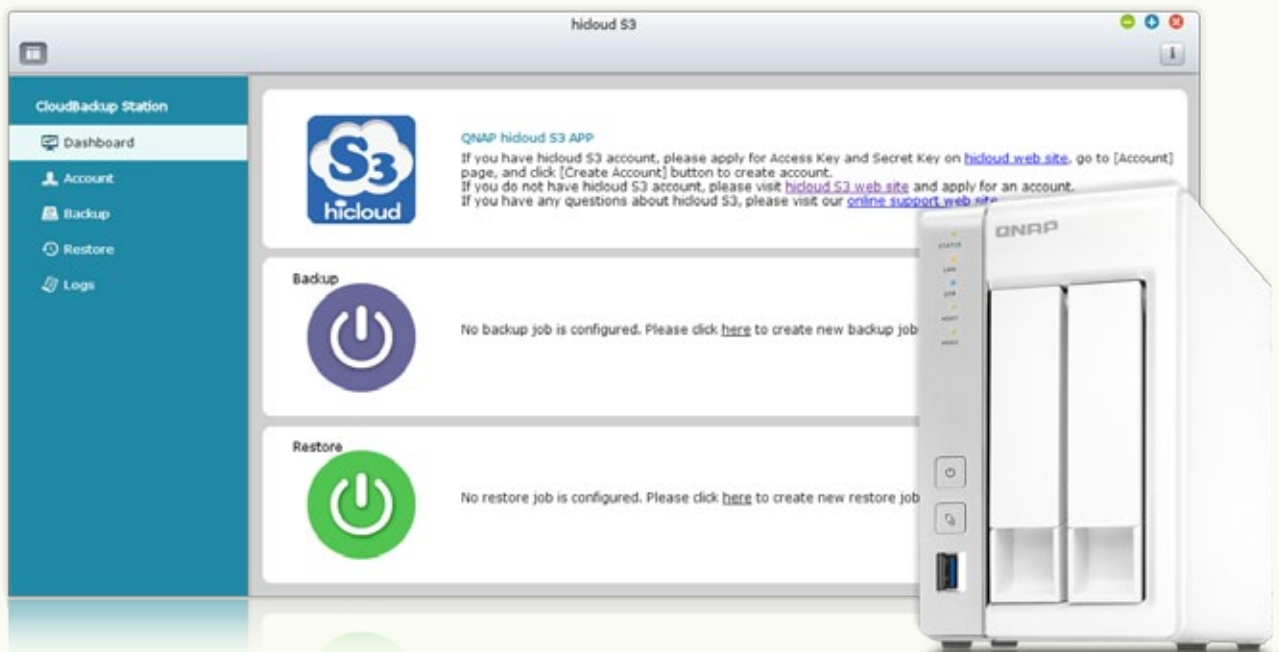 hicloud S3
CloudBackup Station
Dashboard
Account
Backup
Restore
Logs
S3
hicloud
QNAP hicloud S3 APP
If you have hicloud S3 account, please apply for Access Key and Secret Key on hicloud web site, go to [Account]
page, and click [Create Account] button to create account.
If you do not have hicloud S3 account, please visit hicloud S3 web site and apply for an account.
If you have any questions about hicloud S3, please visit our online support web site
Backup
No backup job is configured. Please click here to create new backup job
Restore
No restore job is configured. Please click here to create new restore job
QNAP
STATUS
LAN
USB
HDD1
HDD2